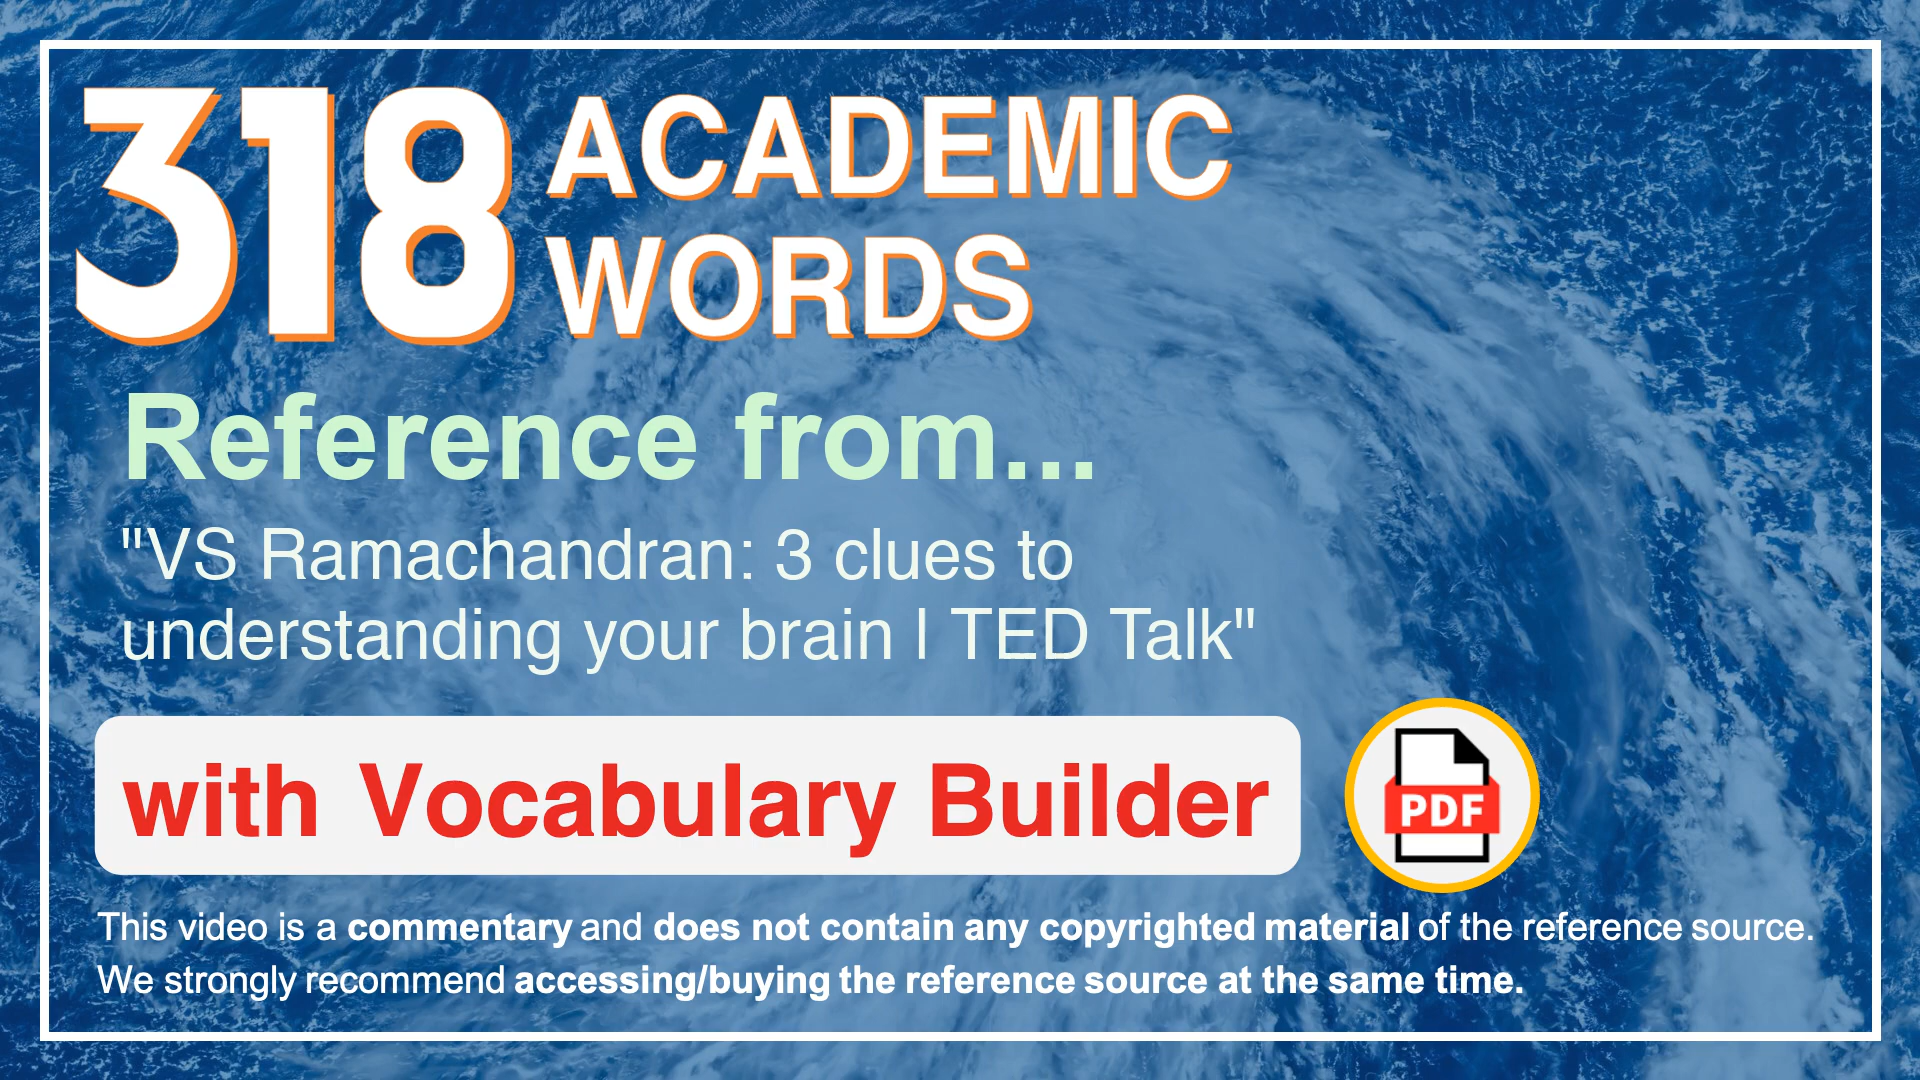 318 ACADEMIC
WORDS
Reference from...
"VS Ramachandran: 3 clues to
understanding your brain | TED Talk"
with Vocabulary Builder
PDF
This video is a commentary and does not contain any copyrighted material of the reference source.
We strongly recommend accessing/buying the reference source at the same time.